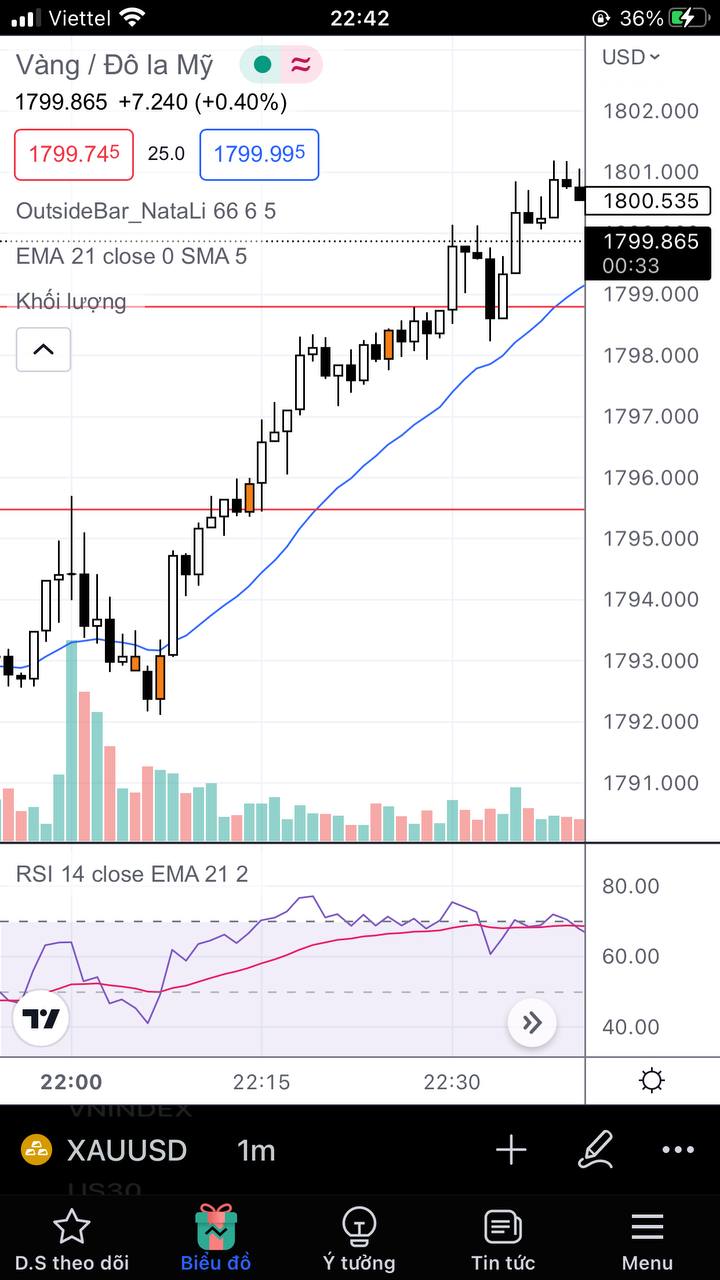 Viettel 22:42 36%
Vàng / Đô la Mỹ
USD
1799.865 +7.240 (+0.40%)
1799.745 25.0 1799.995
OutsideBar_NataLi 66 6 5
EMA 21 close 0 SMA 5
Khối lượng
1802.000
1801.000
1800.535
1799.865
00:33
1799.000
1798.000
1797.000
1796.000
1795.000
1794.000
1793.000
1792.000
1791.000
RSI 14 close EMA 21 2
80.00
60.00
40.00
22:00 22:15 22:30
VNINDEX
XAUUSD 1m
US30
D.S theo dõi Biểu đồ Ý tưởng Tin tức Menu